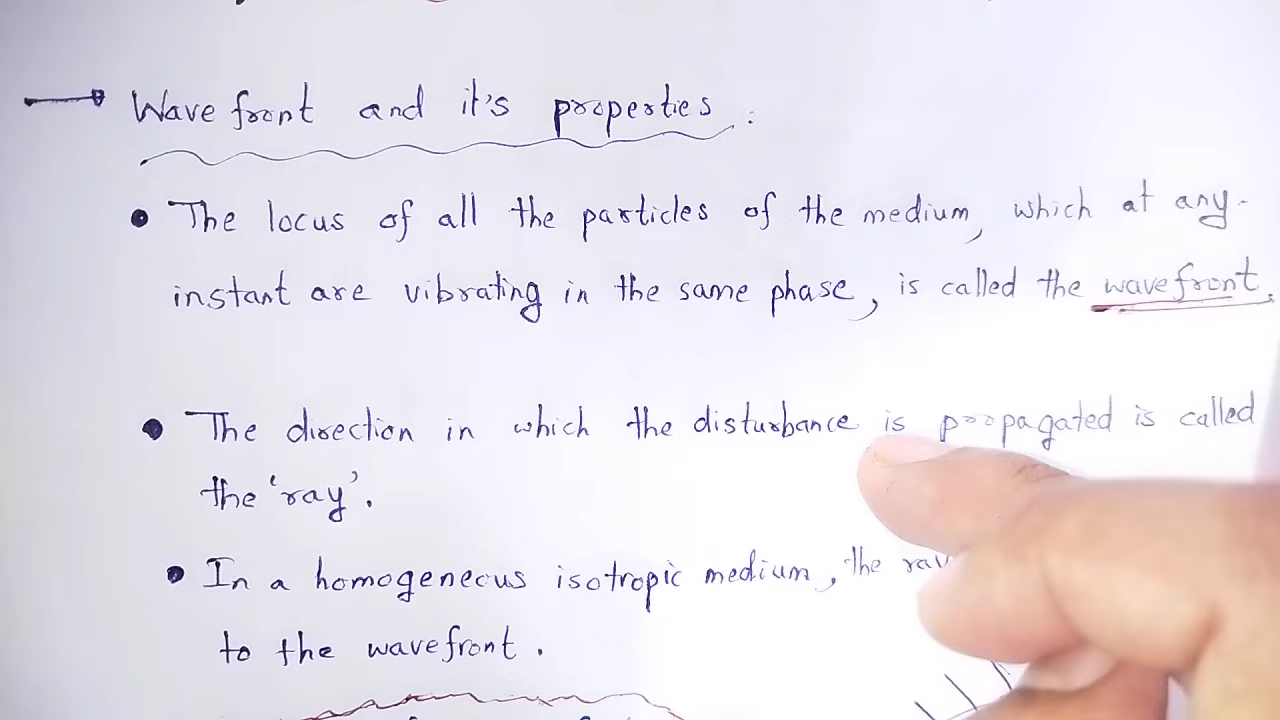 Wave front and it's properties :
• The locus of all the particles of the medium, which at any
instant are vibrating in the same phase, is called the wavefront.
• The direction in which the disturbance is propagated is called
the 'ray'.
• In a homogeneous isotropic medium, the
to the wavefront.